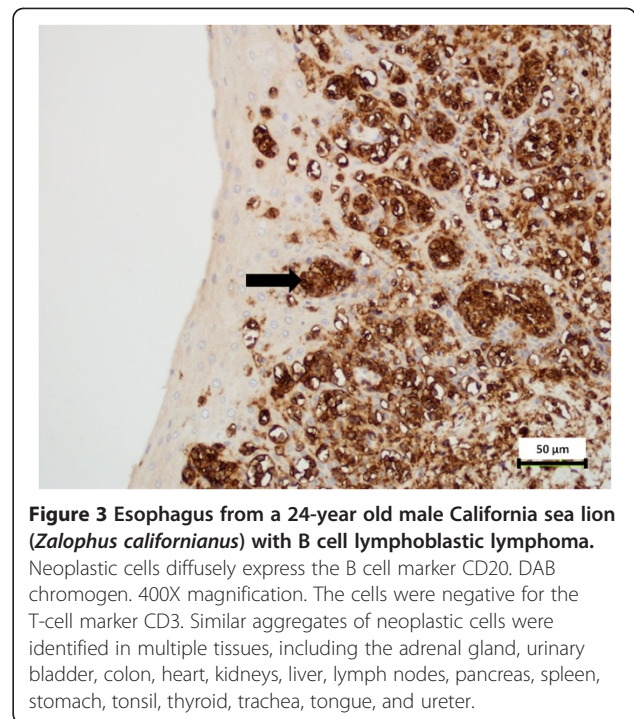 50 µm
Figure 3 Esophagus from a 24-year old male California sea lion
(Zalophus californianus) with B cell lymphoblastic lymphoma.
Neoplastic cells diffusely express the B cell marker CD20. DAB
chromogen. 400X magnification. The cells were negative for the
T-cell marker CD3. Similar aggregates of neoplastic cells were
identified in multiple tissues, including the adrenal gland, urinary
bladder, colon, heart, kidneys, liver, lymph nodes, pancreas, spleen,
stomach, tonsil, thyroid, trachea, tongue, and ureter.